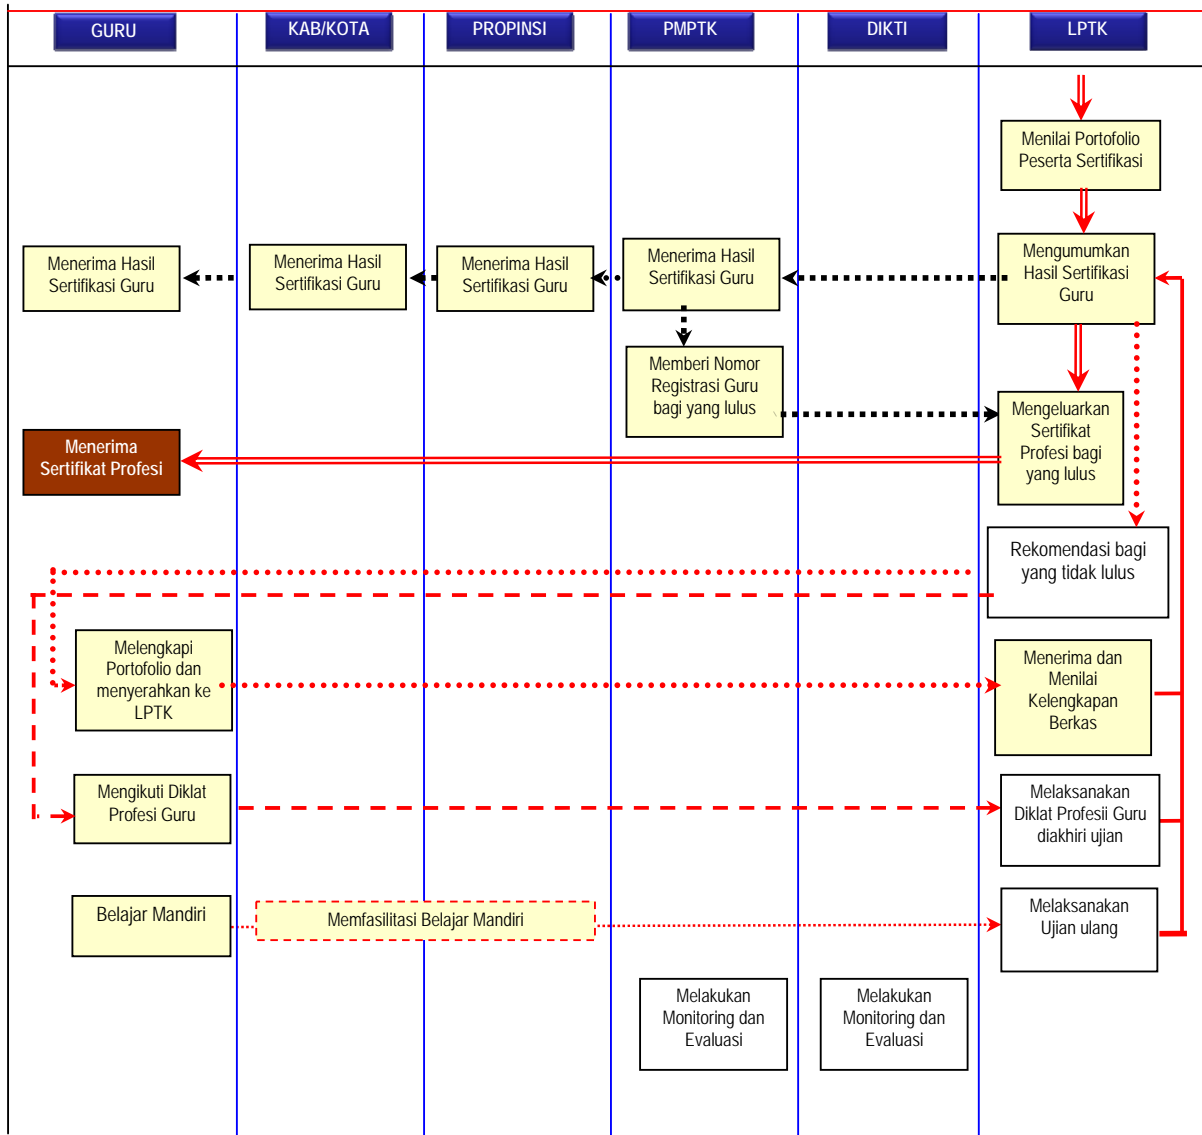 GURU
KAB/KOTA
PROPINSI
PMPTK
DIKTI
LPTK
Menilai Portofolio
Peserta Sertifikasi
Menerima Hasil
Sertifikasi Guru
Menerima Hasil
Sertifikasi Guru
Menerima Hasil
Sertifikasi Guru
Menerima Hasil
Sertifikasi Guru
Mengumumkan
Hasil Sertifikasi
Guru
Memberi Nomor
Registrasi Guru
bagi yang lulus
Mengeluarkan
Sertifikat
Profesi bagi
yang lulus
Menerima
Sertifikat Profesi
Rekomendasi bagi
yang tidak lulus
Melengkapi
Portofolio dan
menyerahkan ke
LPTK
Menerima dan
Menilai
Kelengkapan
Berkas
Mengikuti Diklat
Profesi Guru
Melaksanakan
Diklat Profesii Guru
diakhiri ujian
Belajar Mandiri
Memfasilitasi Belajar Mandiri
Melaksanakan
Ujian ulang
Melakukan
Monitoring dan
Evaluasi
Melakukan
Monitoring dan
Evaluasi